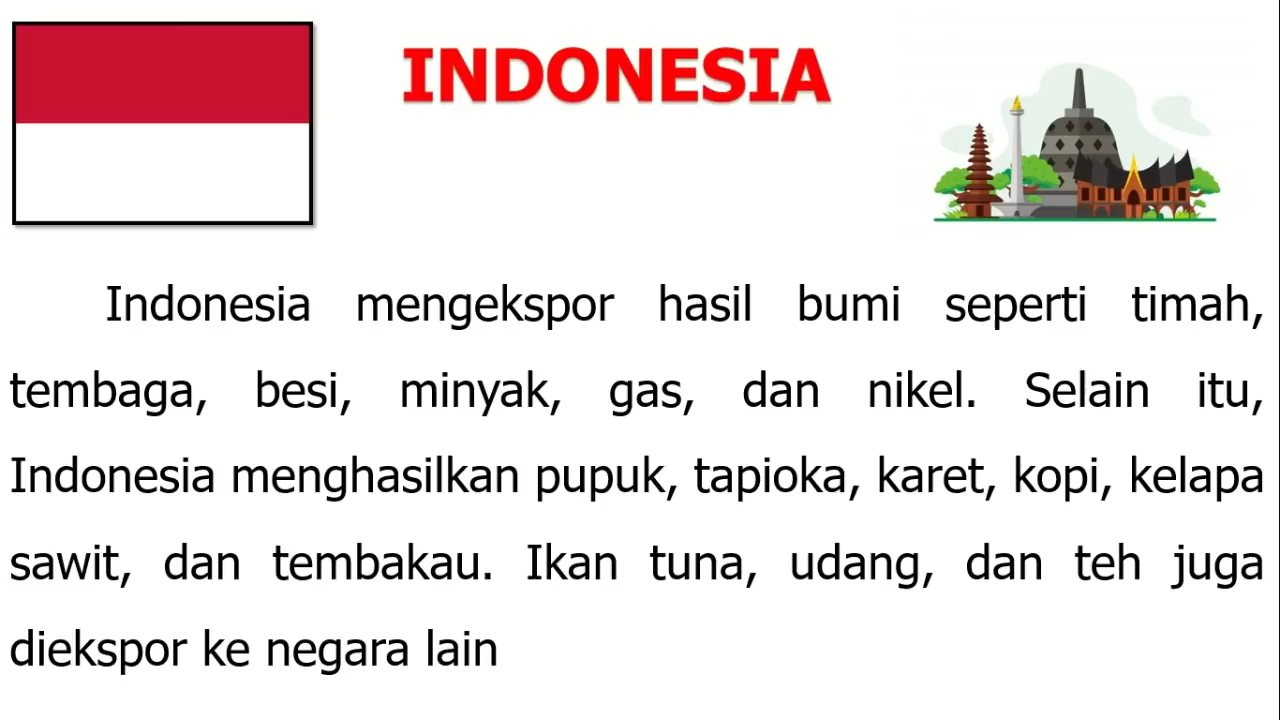 INDONESIA
Indonesia mengekspor hasil bumi seperti timah,
tembaga, besi, minyak, gas, dan nikel. Selain itu,
Indonesia menghasilkan pupuk, tapioka, karet, kopi, kelapa
sawit, dan tembakau. Ikan tuna, udang, dan teh juga
diekspor ke negara lain